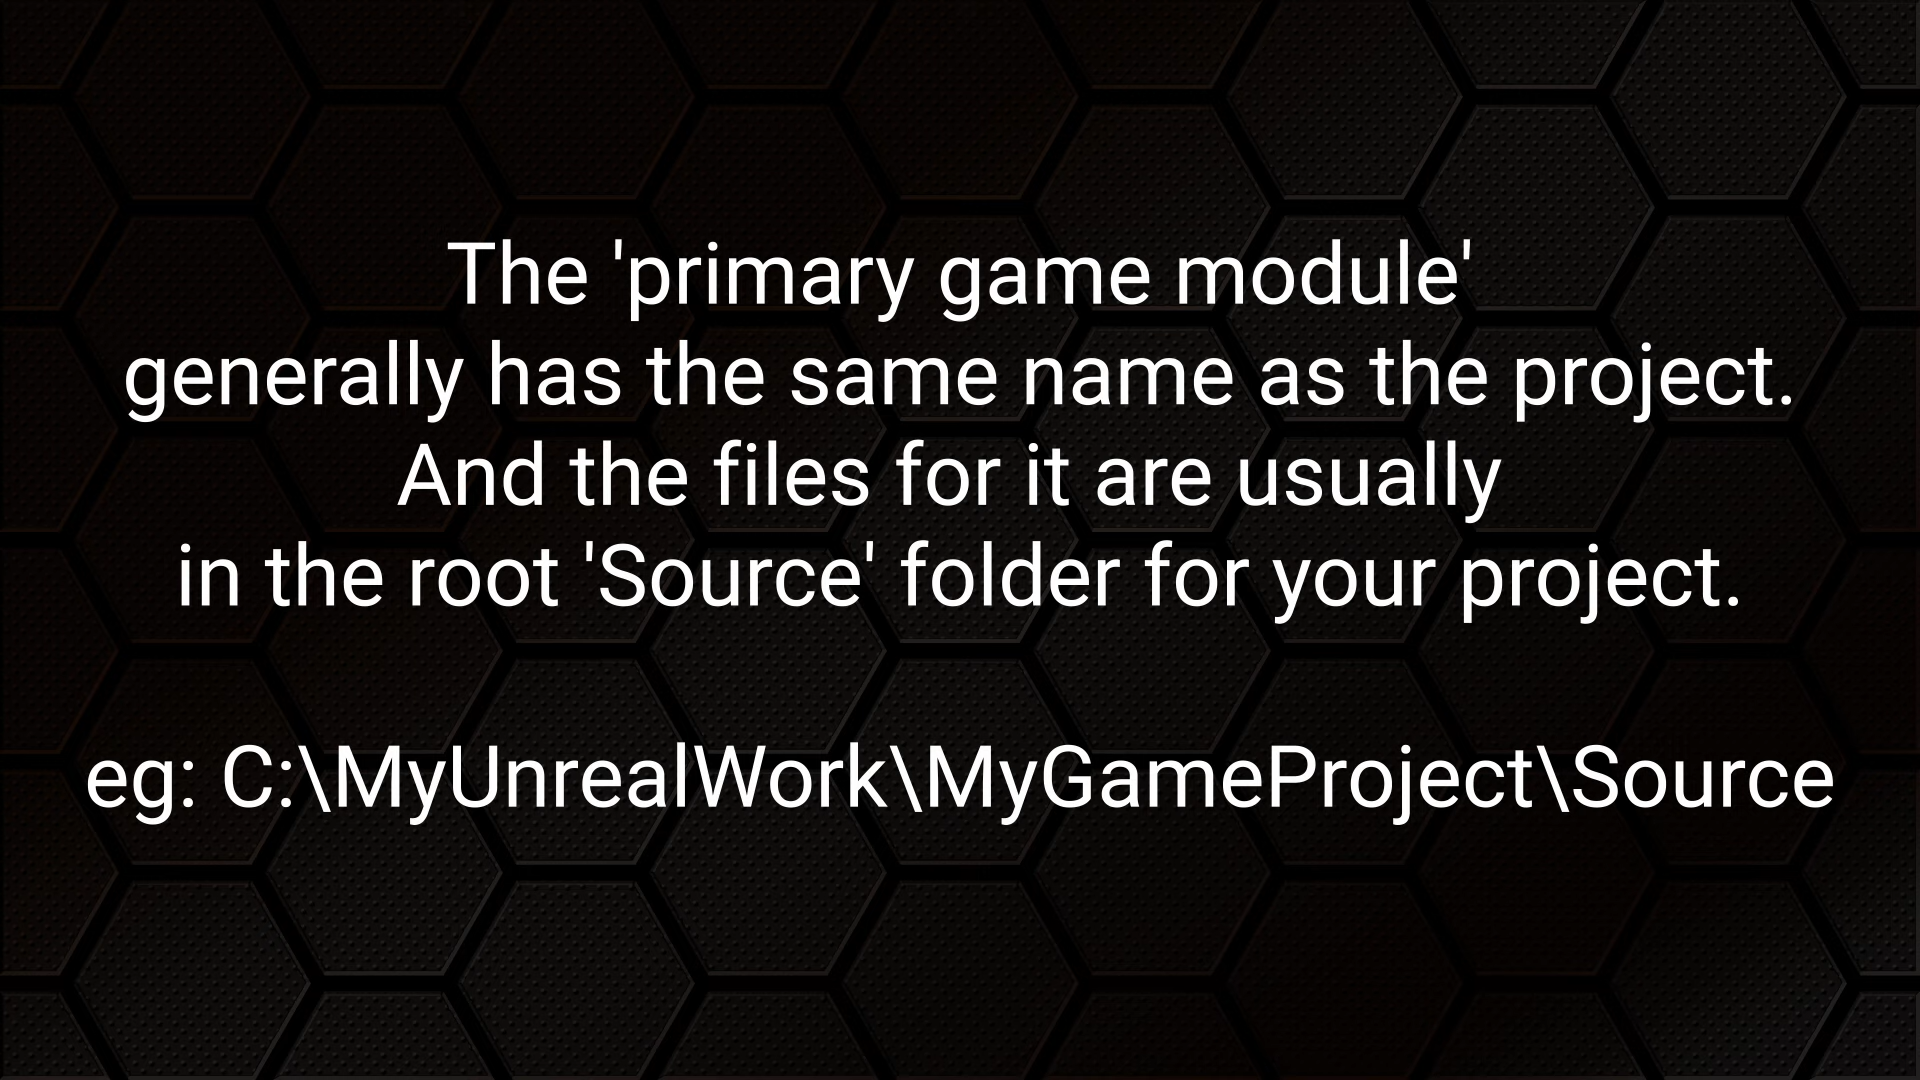 The 'primary game module'
generally has the same name as the project.
And the files for it are usually
in the root 'Source' folder for your project.
eg: C:\MyUnrealWork\MyGameProject\Source